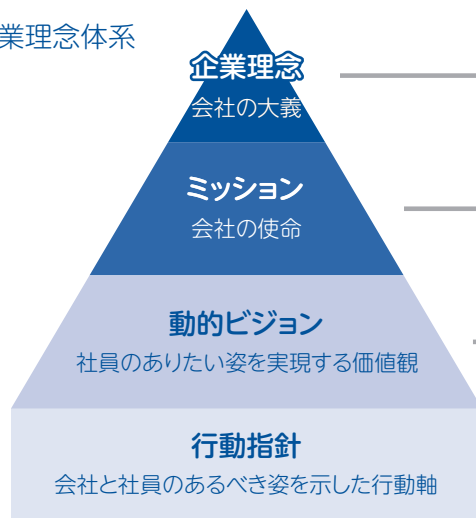 業理念体系
企業理念
会社の大義
ミッション
会社の使命
動的ビジョン
社員のありたい姿を実現する価値観
行動指針
会社と社員のあるべき姿を示した行動軸